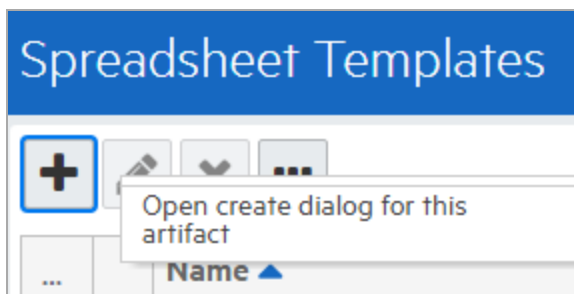 Spreadsheet Templates
Open create dialog for this
artifact
... Name